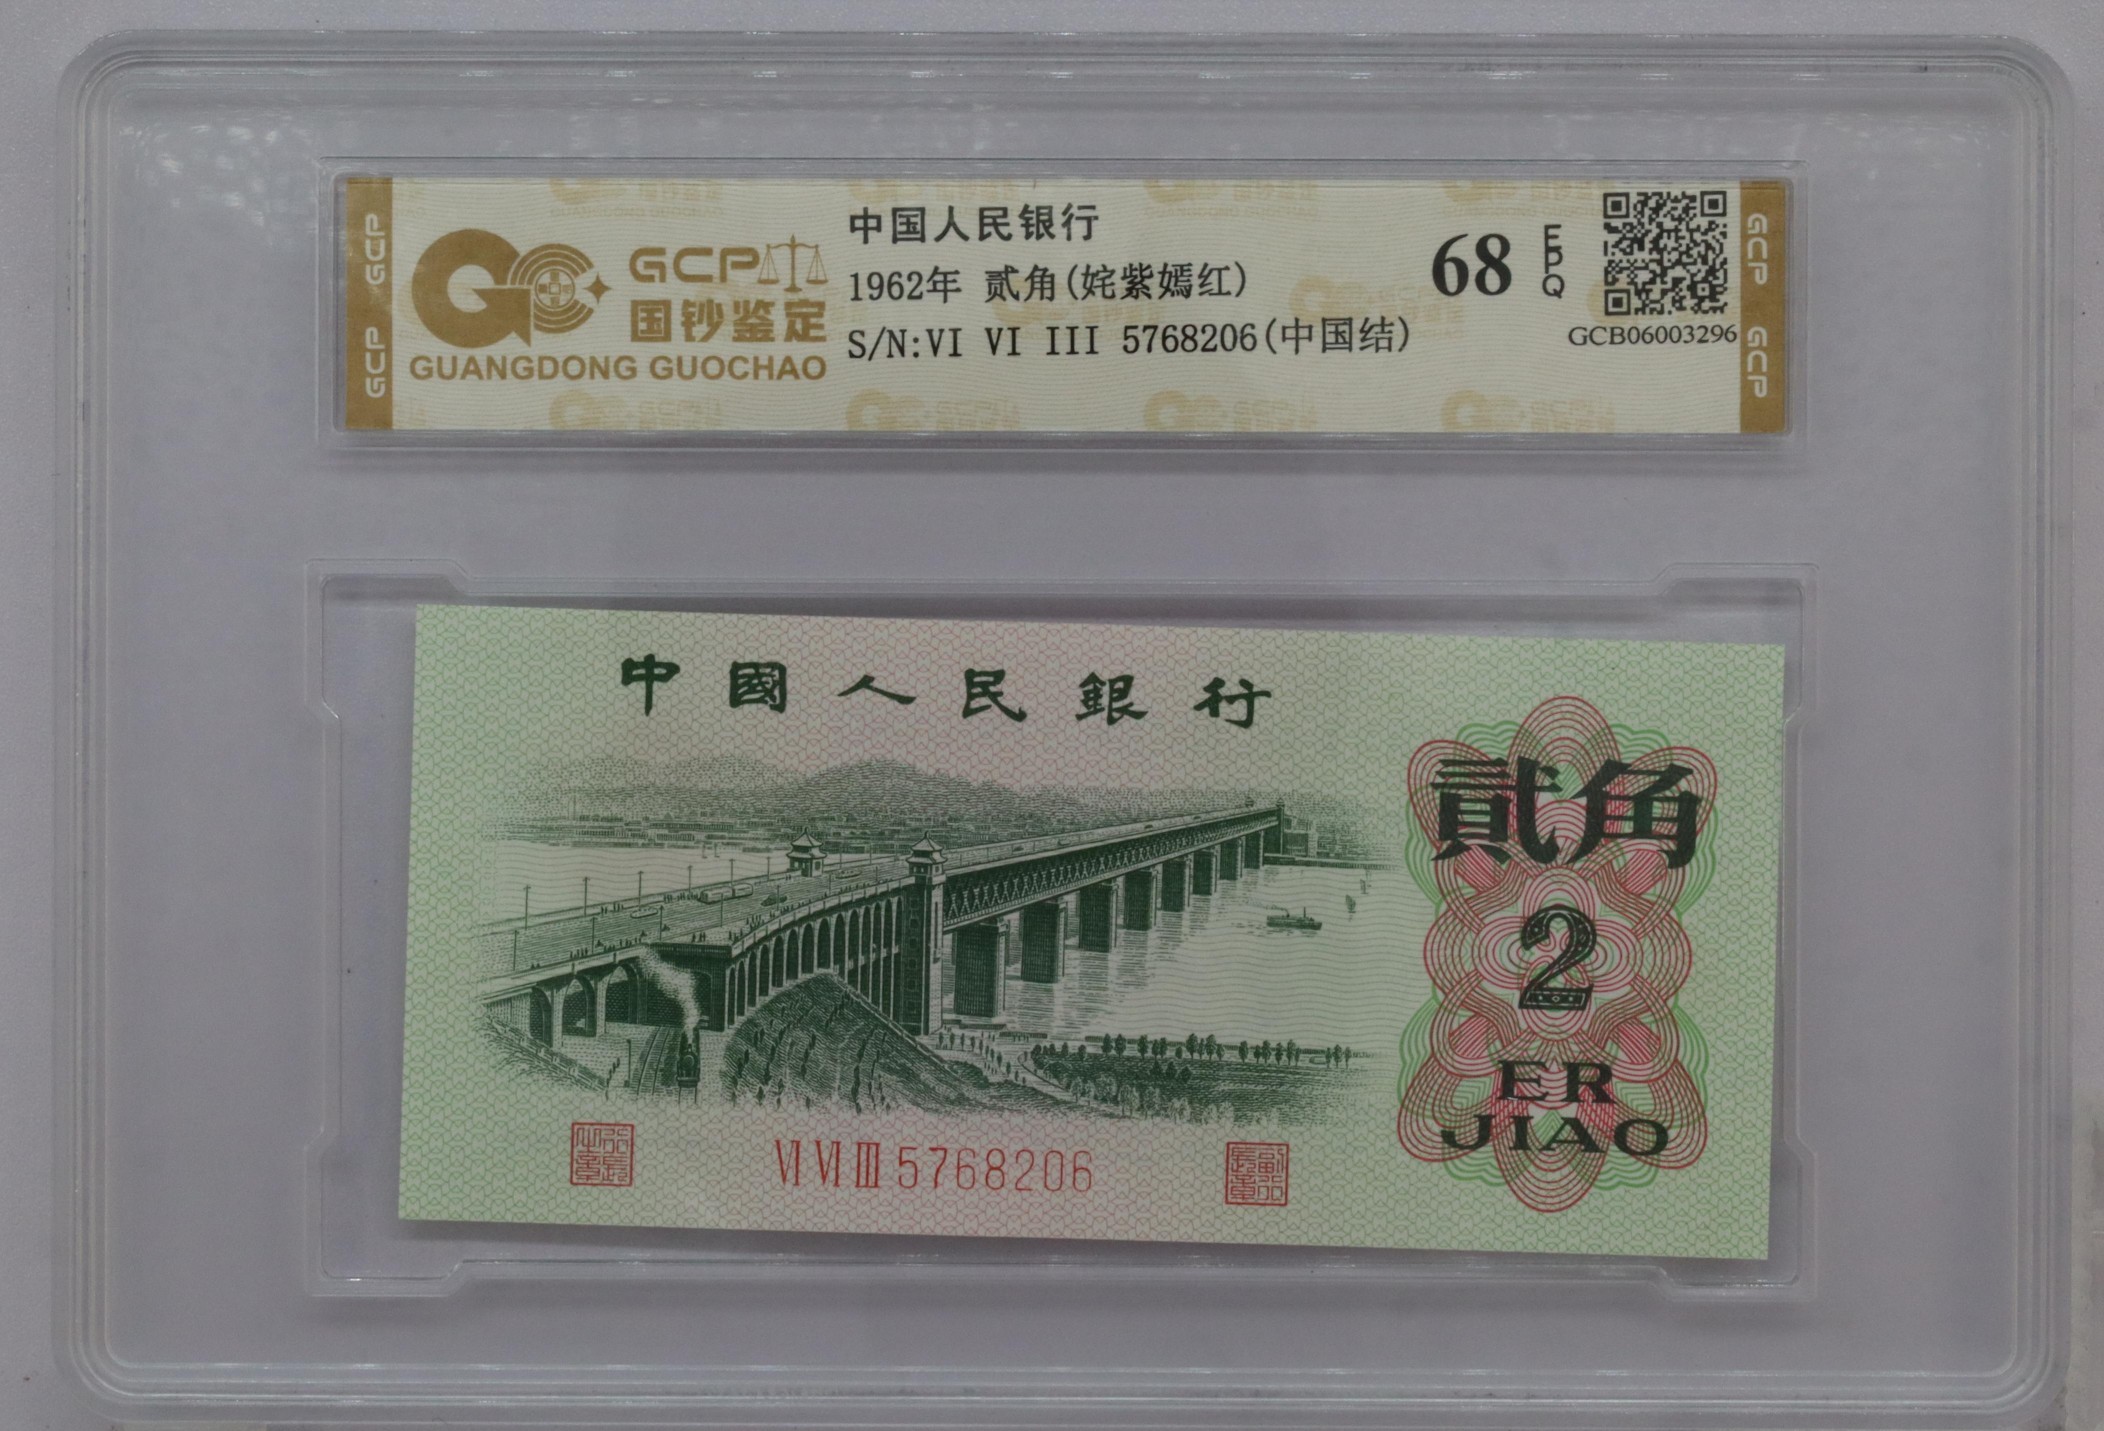 GCP GCP
GCP
国钞鉴定
GUANGDONG GUOCHAO
中国人民银行
1962年 贰角(姹紫嫣红)
S/N:VI VI III 5768206(中国结)
68
EPQ
GCB06003296
GCP GCP
中國人民銀行
貳角
2
ER
JIAO
VI VI III 5768206